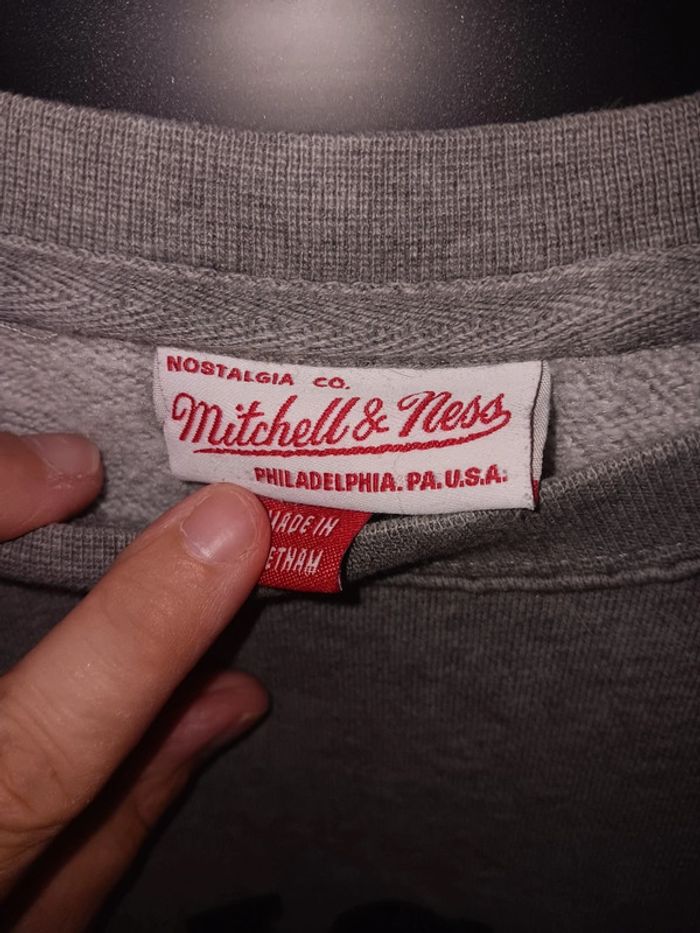 NOSTALGIA CO.
Mitchell & Ness
PHILADELPHIA. PA. U.S.A.
MADE IN